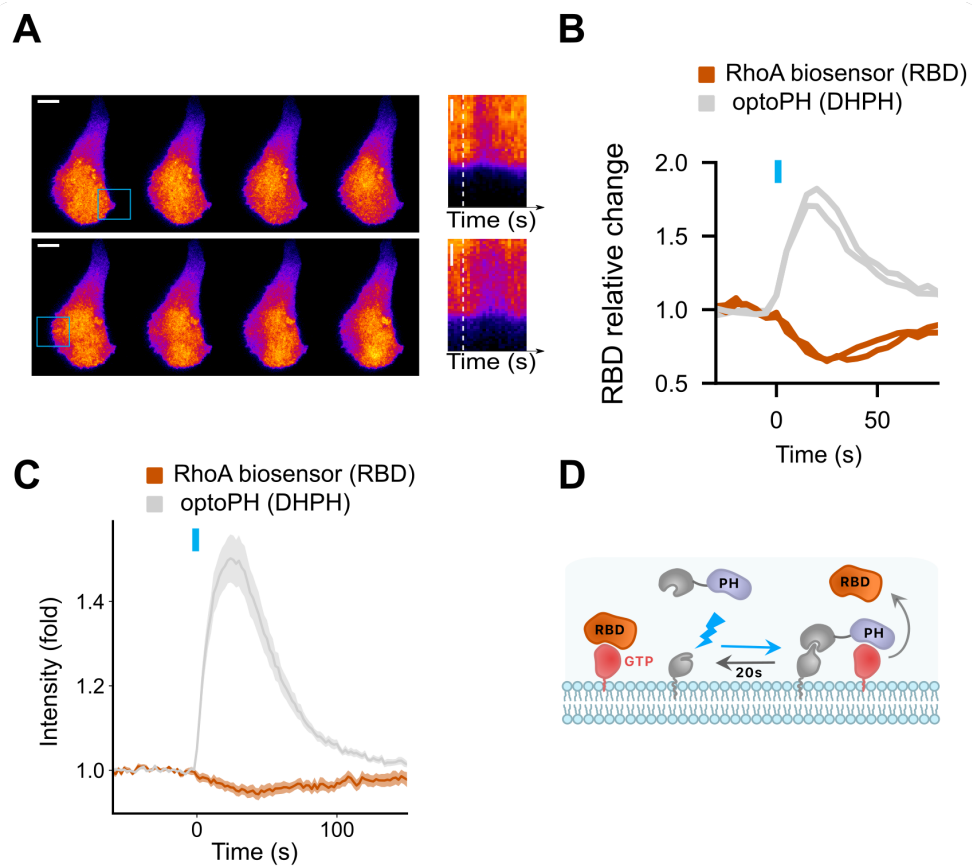 A
Time (s)
Time (s)
B
RhoA biosensor (RBD)
optoPH (DHPH)
RBD relative change
2.0
1.5
1.0
0.5
0
50
Time (s)
C
RhoA biosensor (RBD)
optoPH (DHPH)
Intensity (fold)
1.4
1.2
1.0
0
100
Time (s)
D
PH
RBD
RBD
PH
GTP
20s